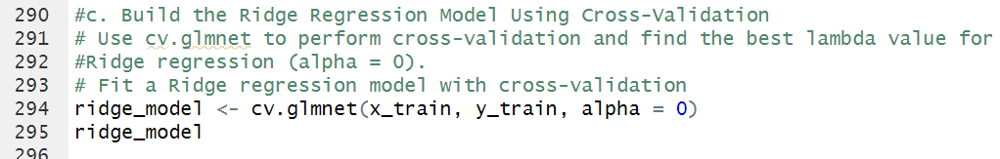 290 #c. Build the Ridge Regression Model Using Cross-Validation
291 # Use cv.glmnet to perform cross-validation and find the best lambda value for
292 #Ridge regression (alpha = 0).
293 # Fit a Ridge regression model with cross-validation
294 ridge_model <- cv.glmnet(x_train, y_train, alpha = 0)
295 ridge_model
296